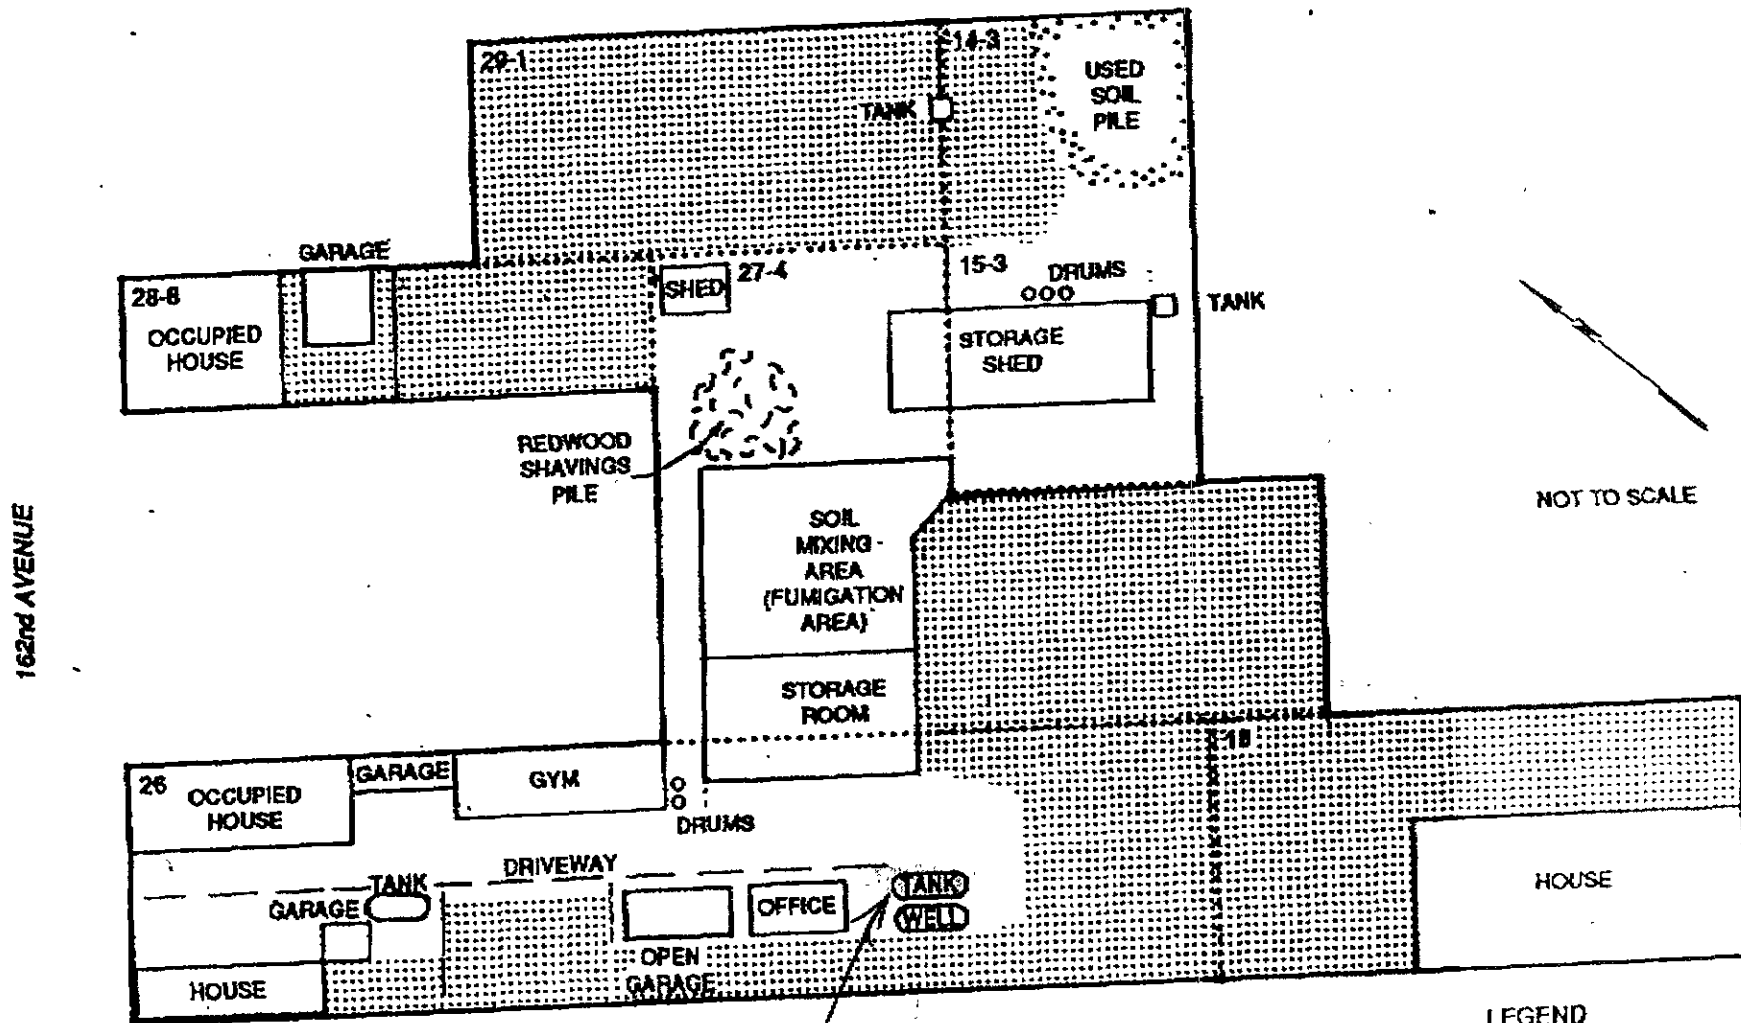 29-1
14-3
USED
SOIL
PILE
TANK
GARAGE
28-8
OCCUPIED
HOUSE
SHED
27-4
15-3
DRUMS
TANK
STORAGE
SHED
REDWOOD
SHAVINGS
PILE
NOT TO SCALE
SOIL
MIXING
AREA
(FUMIGATION
AREA)
162nd AVENUE
STORAGE
ROOM
18
26
OCCUPIED
HOUSE
GARAGE
GYM
DRUMS
DRIVEWAY
TANK
GARAGE
OFFICE
TANK
WELL
HOUSE
OPEN
GARAGE
HOUSE
LEGEND